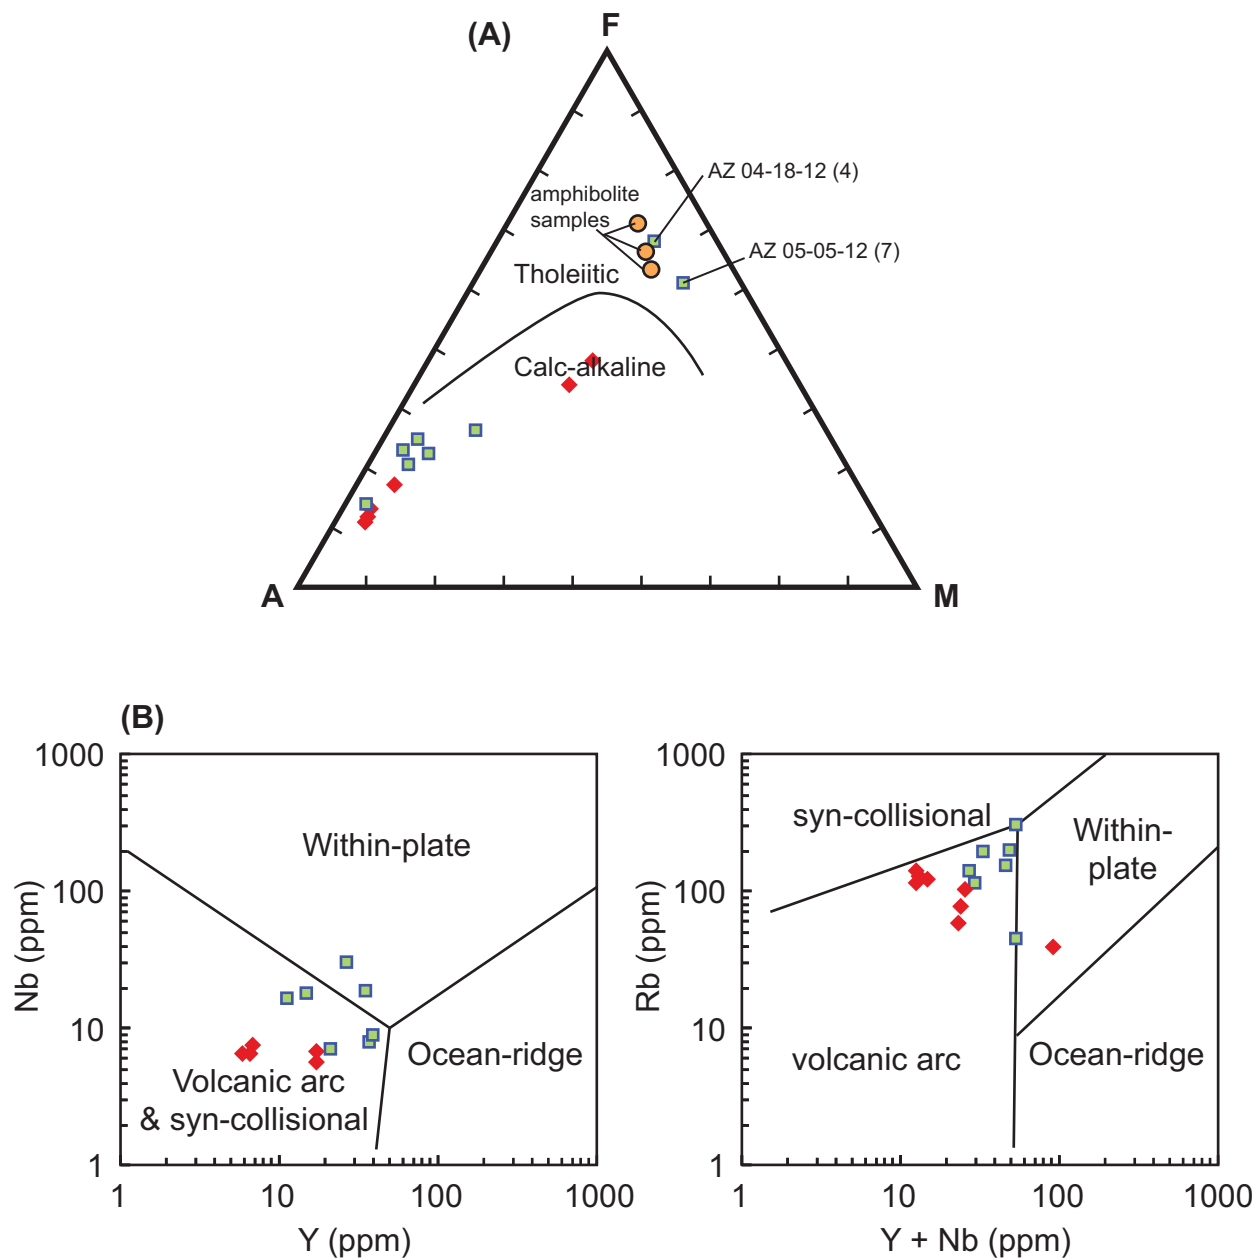 (A)
F
AZ 04-18-12 (4)
amphibolite
samples
AZ 05-05-12 (7)
Tholeiitic
Calc-alkaline
A
M
(B)
1000
100
10
1
Nb (ppm)
Within-plate
Ocean-ridge
Volcanic arc
& syn-collisional
1
10
100
1000
Y (ppm)
1000
100
10
1
Rb (ppm)
syn-collisional
Within-
plate
volcanic arc
Ocean-ridge
1
10
100
1000
Y + Nb (ppm)